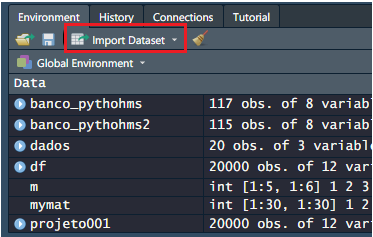 Environment History Connections Tutorial
Import Dataset
Global Environment
Data
banco_pythohms 117 obs. of 8 variabl
banco_pythohms2 115 obs. of 8 variabl
dados 20 obs. of 3 variable
df 20000 obs. of 12 var
m int [1:5, 1:6] 1 2 3
mymat int [1:30, 1:30] 1 2
projeto001 20000 obs. of 12 var